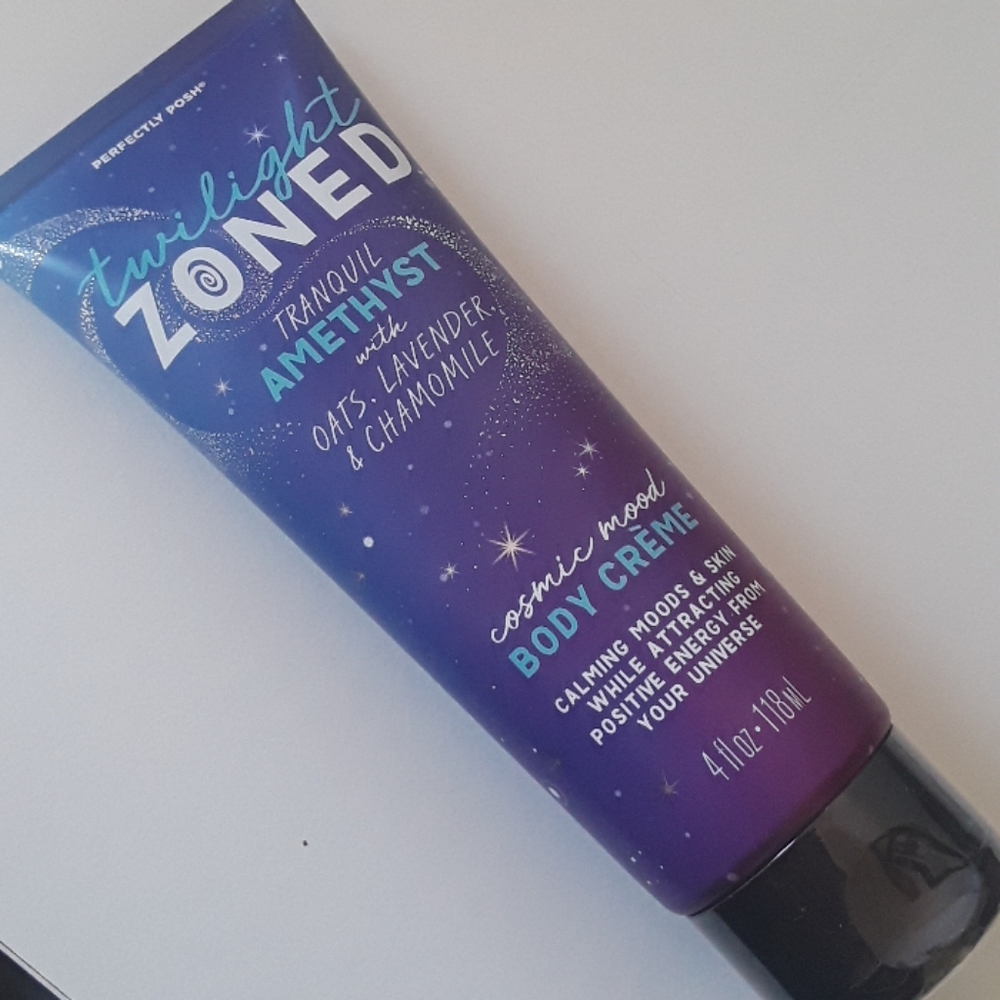 PERFECTLY POSH®
twilight
ZONED
TRANQUIL
AMETHYST
with
OATS, LAVENDER,
& CHAMOMILE
cosmic mood
BODY CRÈME
CALMING MOODS & SKIN
WHILE ATTRACTING
POSITIVE ENERGY FROM
YOUR UNIVERSE
4 fl oz • 118 mL